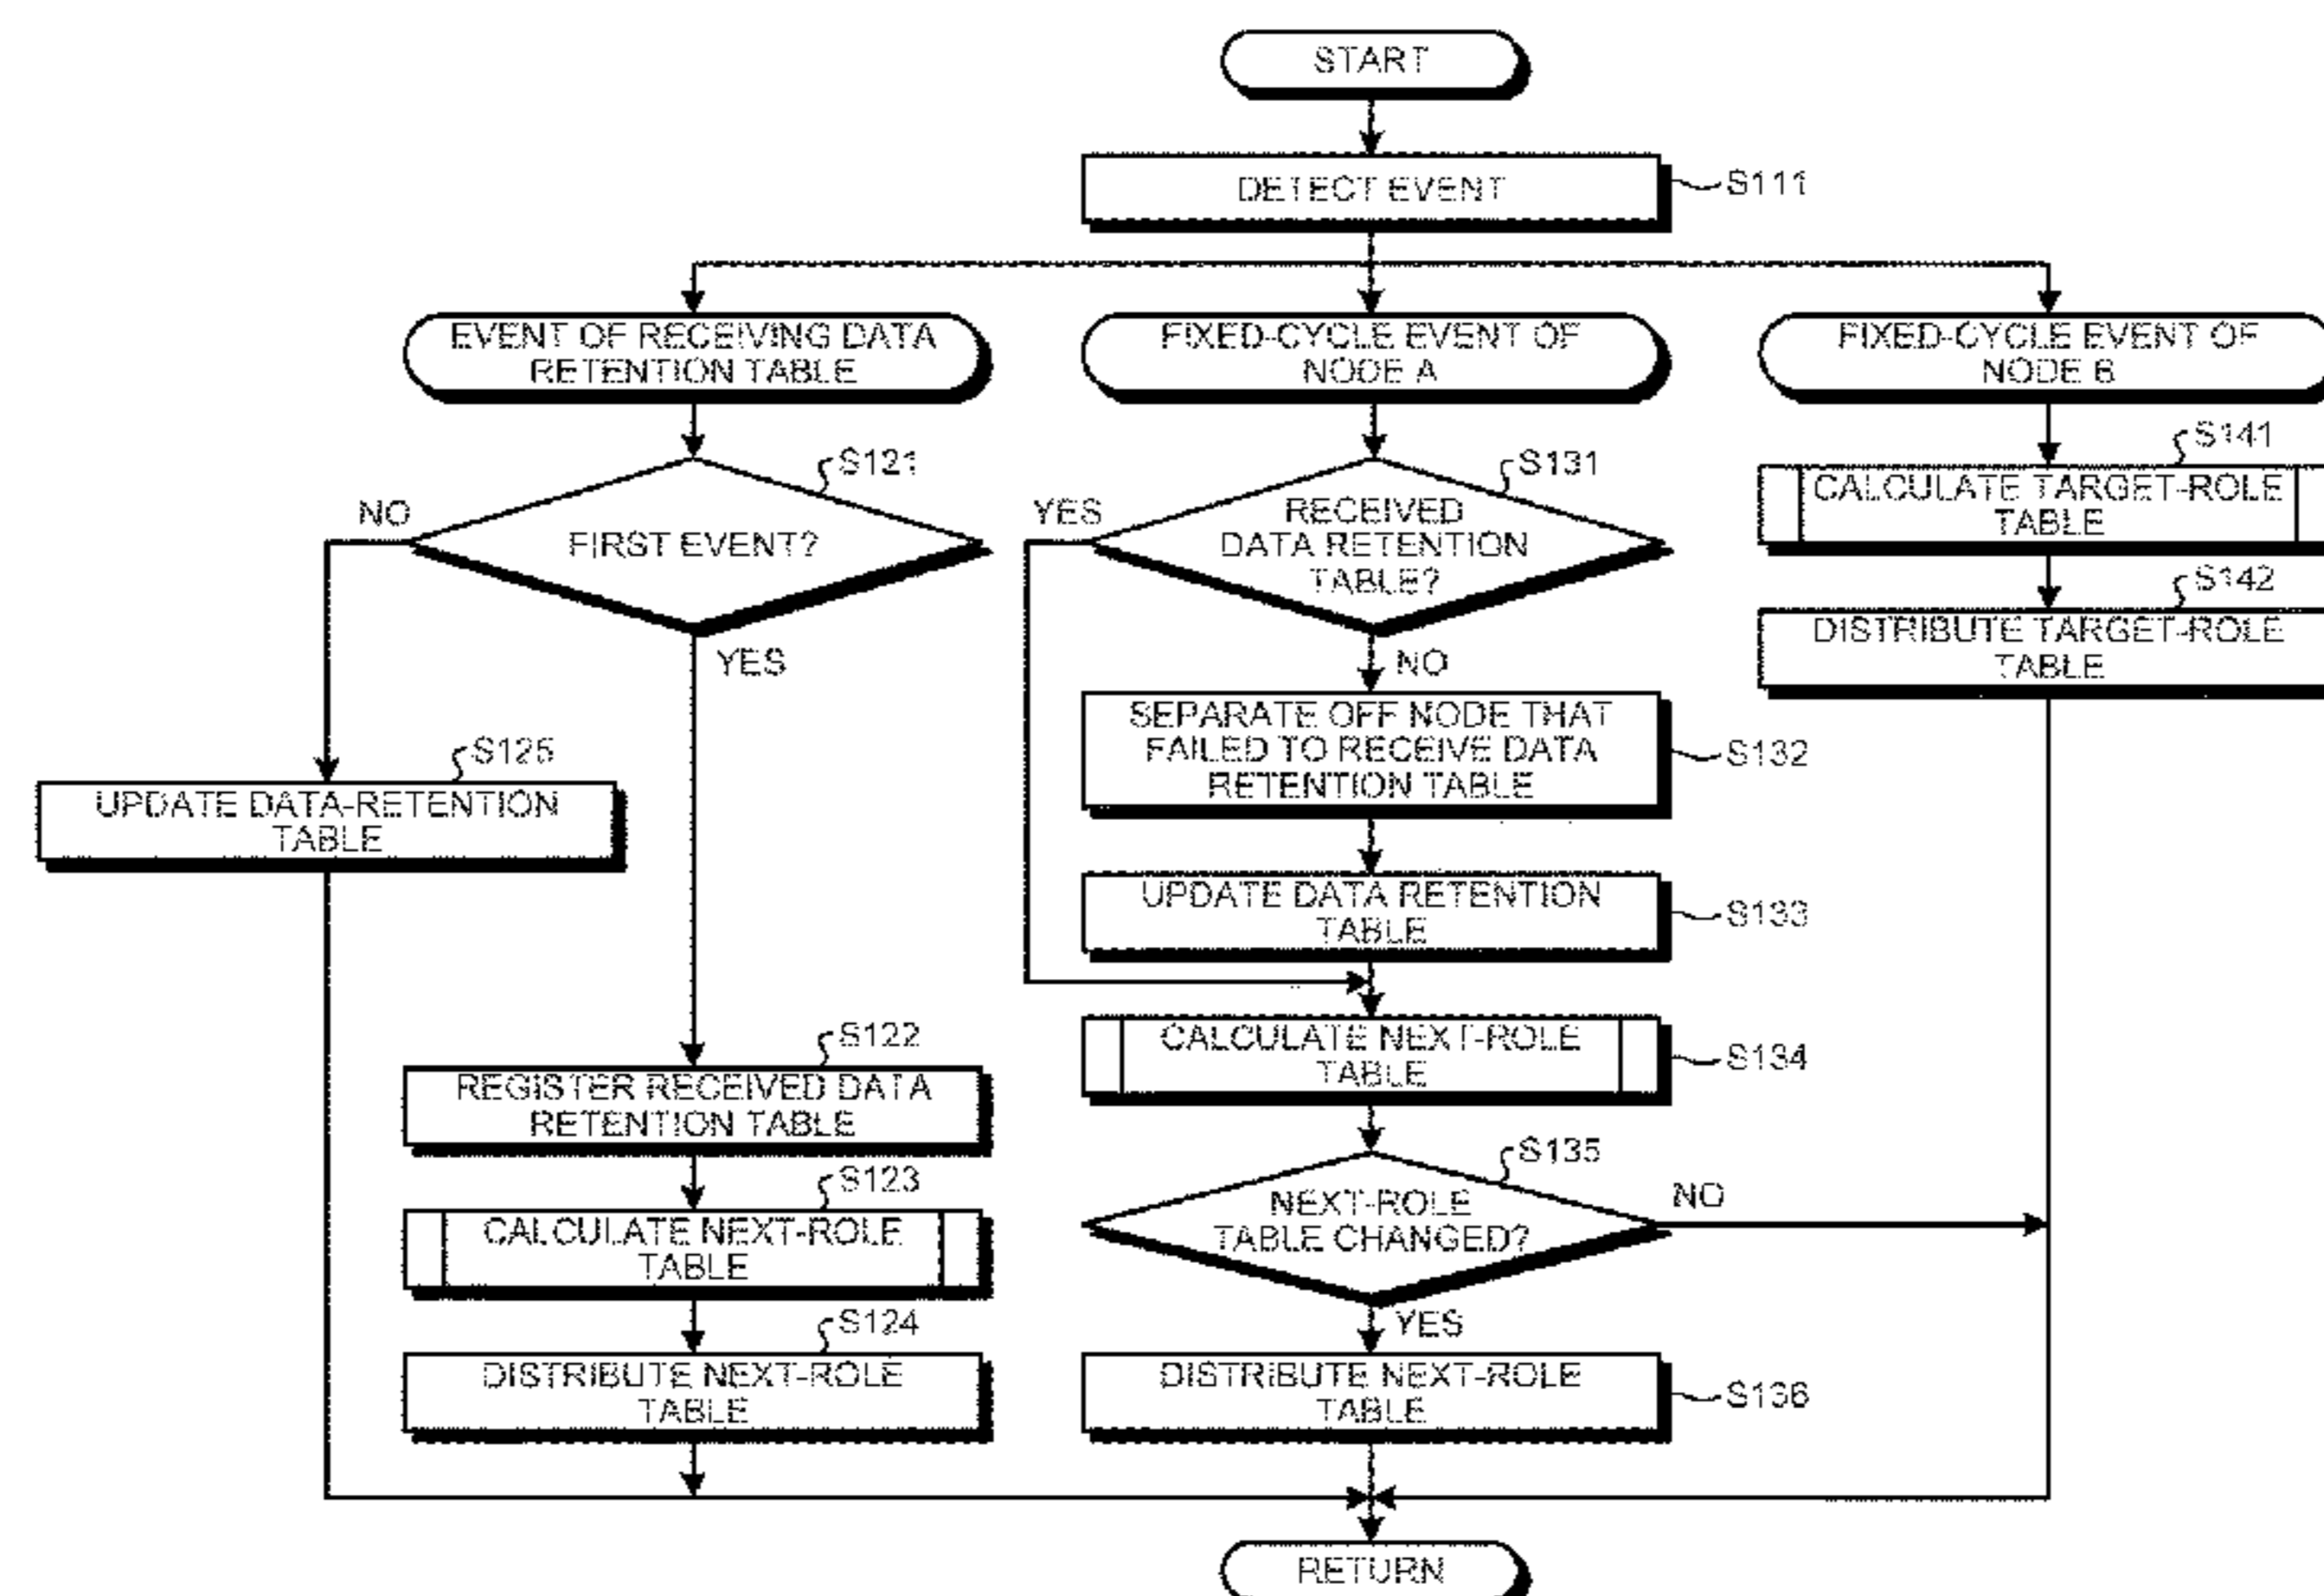 START
DETECT EVENT
S111
EVENT OF RECEIVING DATA
RETENTION TABLE
FIXED-CYCLE EVENT OF
NODE A
FIXED-CYCLE EVENT OF
NODE B
S121
FIRST EVENT?
NO
YES
S125
UPDATE DATA-RETENTION
TABLE
S122
REGISTER RECEIVED DATA
RETENTION TABLE
S123
CALCULATE NEXT-ROLE
TABLE
S124
DISTRIBUTE NEXT-ROLE
TABLE
S131
RECEIVED
DATA RETENTION
TABLE?
YES
NO
SEPARATE OFF NODE THAT
FAILED TO RECEIVE DATA
RETENTION TABLE
S132
UPDATE DATA RETENTION
TABLE
S133
CALCULATE NEXT-ROLE
TABLE
S134
S135
NEXT-ROLE
TABLE CHANGED?
NO
YES
DISTRIBUTE NEXT-ROLE
TABLE
S136
S141
CALCULATE TARGET-ROLE
TABLE
S142
DISTRIBUTE TARGET-ROLE
TABLE
RETURN